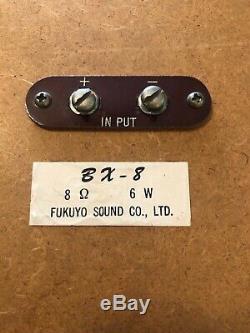 + −
IN PUT
BX-8
8 Ω 6 W
FUKUYO SOUND CO., LTD.